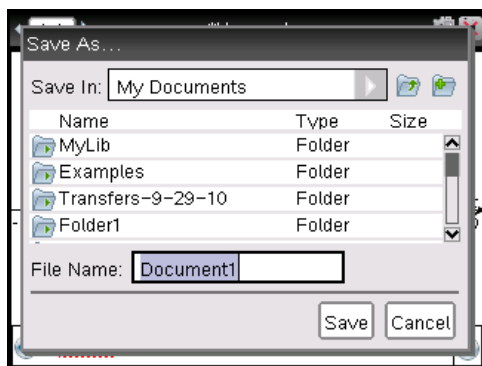 Save As...
Save In: My Documents
Name Type Size
MyLib Folder
Examples Folder
Transfers-9-29-10 Folder
Folder1 Folder
File Name: Document1
Save Cancel